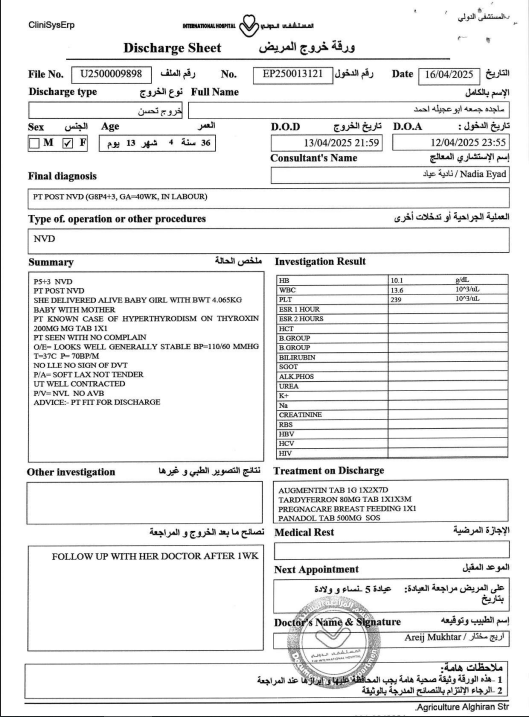 CliniSysErp
المستشفى الدولي
INTERNATIONAL HOSPITAL المستشفى الدولي
Discharge Sheet ورقة خروج المريض
File No. U2500009898 رقم الملف No. EP250013121 رقم الدخول Date 16/04/2025 التاريخ
Discharge type نوع الخروج Full Name الإسم بالكامل
خروج تحسن ماجده جمعه ابوعجيله احمد
Sex الجنس Age العمر D.O.D تاريخ الخروج D.O.A تاريخ الدخول :
M F 36 سنة 4 شهر 13 يوم 13/04/2025 21:59 12/04/2025 23:55
Consultant's Name إسم الإستشاري المعالج
Final diagnosis نادية عياد / Nadia Eyad
PT POST NVD (G8P4+3, GA=40WK, IN LABOUR)
Type of. operation or other procedures العملية الجراحية أو تدخلات أخرى
NVD
Summary ملخص الحالة Investigation Result
P5+3 NVD
PT POST NVD
SHE DELIVERED ALIVE BABY GIRL WITH BWT 4.065KG
BABY WITH MOTHER
PT KNOWN CASE OF HYPERTHYRODISM ON THYROXIN
200MG MG TAB 1X1
PT SEEN WITH NO COMPLAIN
O/E= LOOKS WELL GENERALLY STABLE BP=110/60 MMHG
T=37C P= 70BP/M
NO LLE NO SIGN OF DVT
P/A= SOFT LAX NOT TENDER
UT WELL CONTRACTED
P/V= NVL NO AVB
ADVICE:- PT FIT FOR DISCHARGE
HB 10.1 g/dL
WBC 13.6 10^3/uL
PLT 239 10^3/uL
ESR 1 HOUR
ESR 2 HOURS
HCT
B.GROUP
B.GROUP
BILIRUBIN
SGOT
ALK.PHOS
UREA
K+
Na
CREATININE
RBS
HBV
HCV
HIV
Other investigation نتائج التصوير الطبي و غيرها Treatment on Discharge
AUGMENTIN TAB 1G 1X2X7D
TARDYFERRON 80MG TAB 1X1X3M
PREGNACARE BREAST FEEDING 1X1
PANADOL TAB 500MG SOS
نصائح ما بعد الخروج و المراجعة Medical Rest الإجازة المرضية
FOLLOW UP WITH HER DOCTOR AFTER 1WK
Next Appointment الموعد المقبل
على المريض مراجعة العيادة: عيادة 5 -نساء و ولادة
بتاريخ
Doctor's Name & Signature إسم الطبيب وتوقيعه
اريج مختار / Areij Mukhtar
ملاحظات هامة:
1 -هذه الورقة وثيقة صحية هامة يجب المحافظة عليها و إبرازها عند المراجعة
2 -الرجاء الإلتزام بالنصائح المدرجة بالوثيقة
Agriculture Alghiran Str.